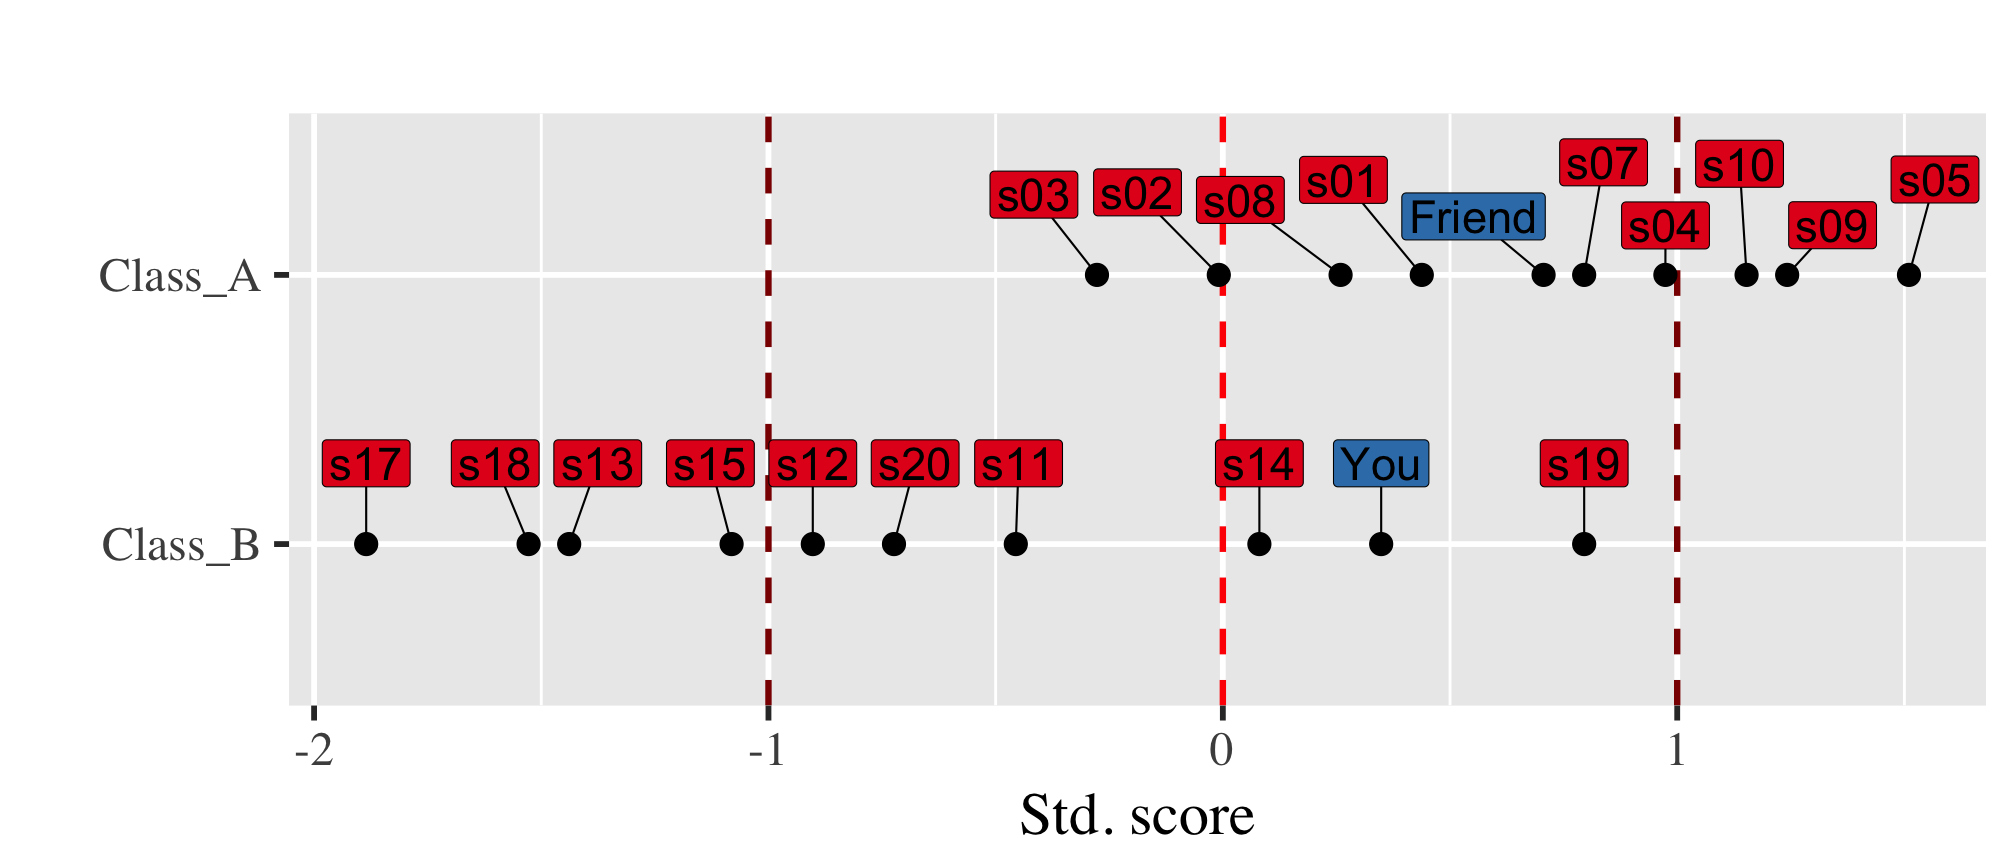 s07
s10
s05
s03
s02
s08
s01
Friend
s04
s09
Class_A
s17
s18
s13
s15
s12
s20
s11
s14
You
s19
Class_B
-2
-1
0
1
Std. score